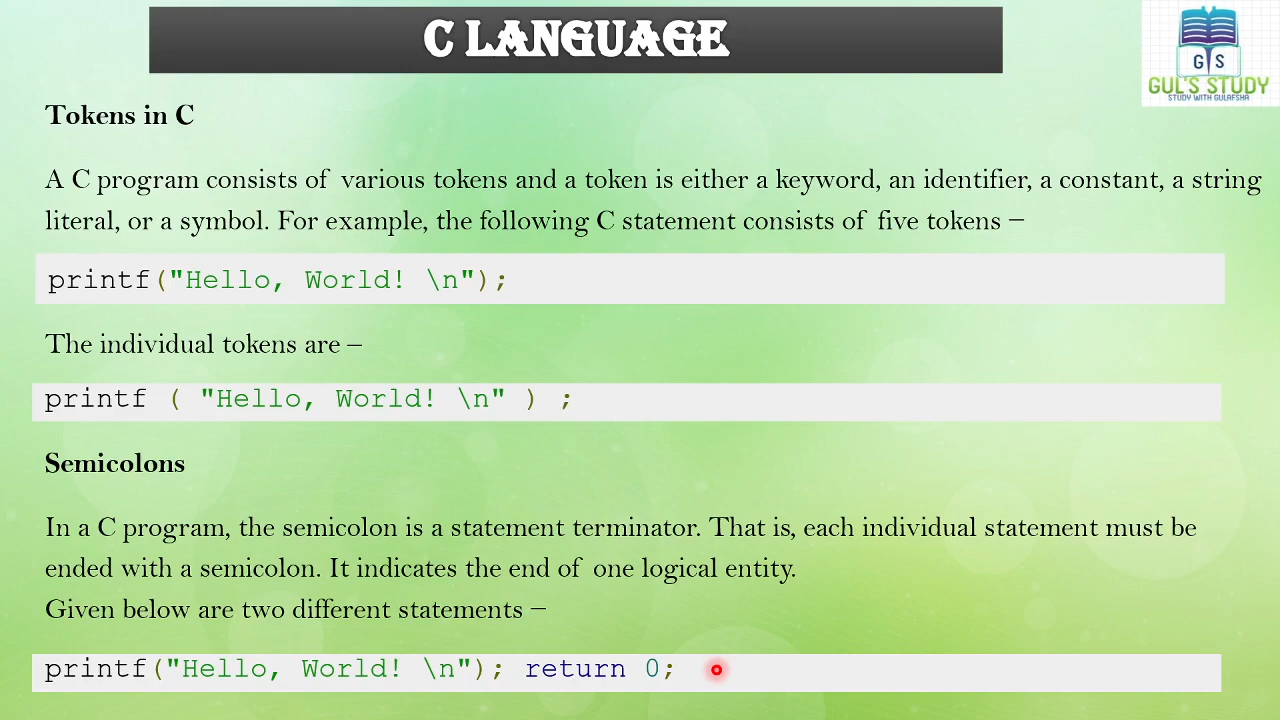 C LANGUAGE
G S
GUL'S STUDY
STUDY WITH GULAFSHA
Tokens in C
A C program consists of various tokens and a token is either a keyword, an identifier, a constant, a string
literal, or a symbol. For example, the following C statement consists of five tokens −
printf("Hello, World! \n");
The individual tokens are –
printf ( "Hello, World! \n" ) ;
Semicolons
In a C program, the semicolon is a statement terminator. That is, each individual statement must be
ended with a semicolon. It indicates the end of one logical entity.
Given below are two different statements −
printf("Hello, World! \n"); return 0;